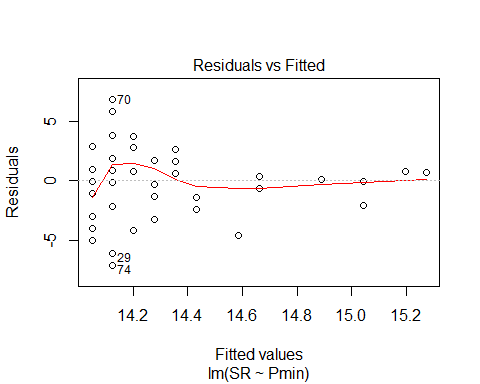 Residuals vs Fitted
Residuals
5
0
-5
70
29
74
14.2 14.4 14.6 14.8 15.0 15.2
Fitted values
lm(SR ~ Pmin)